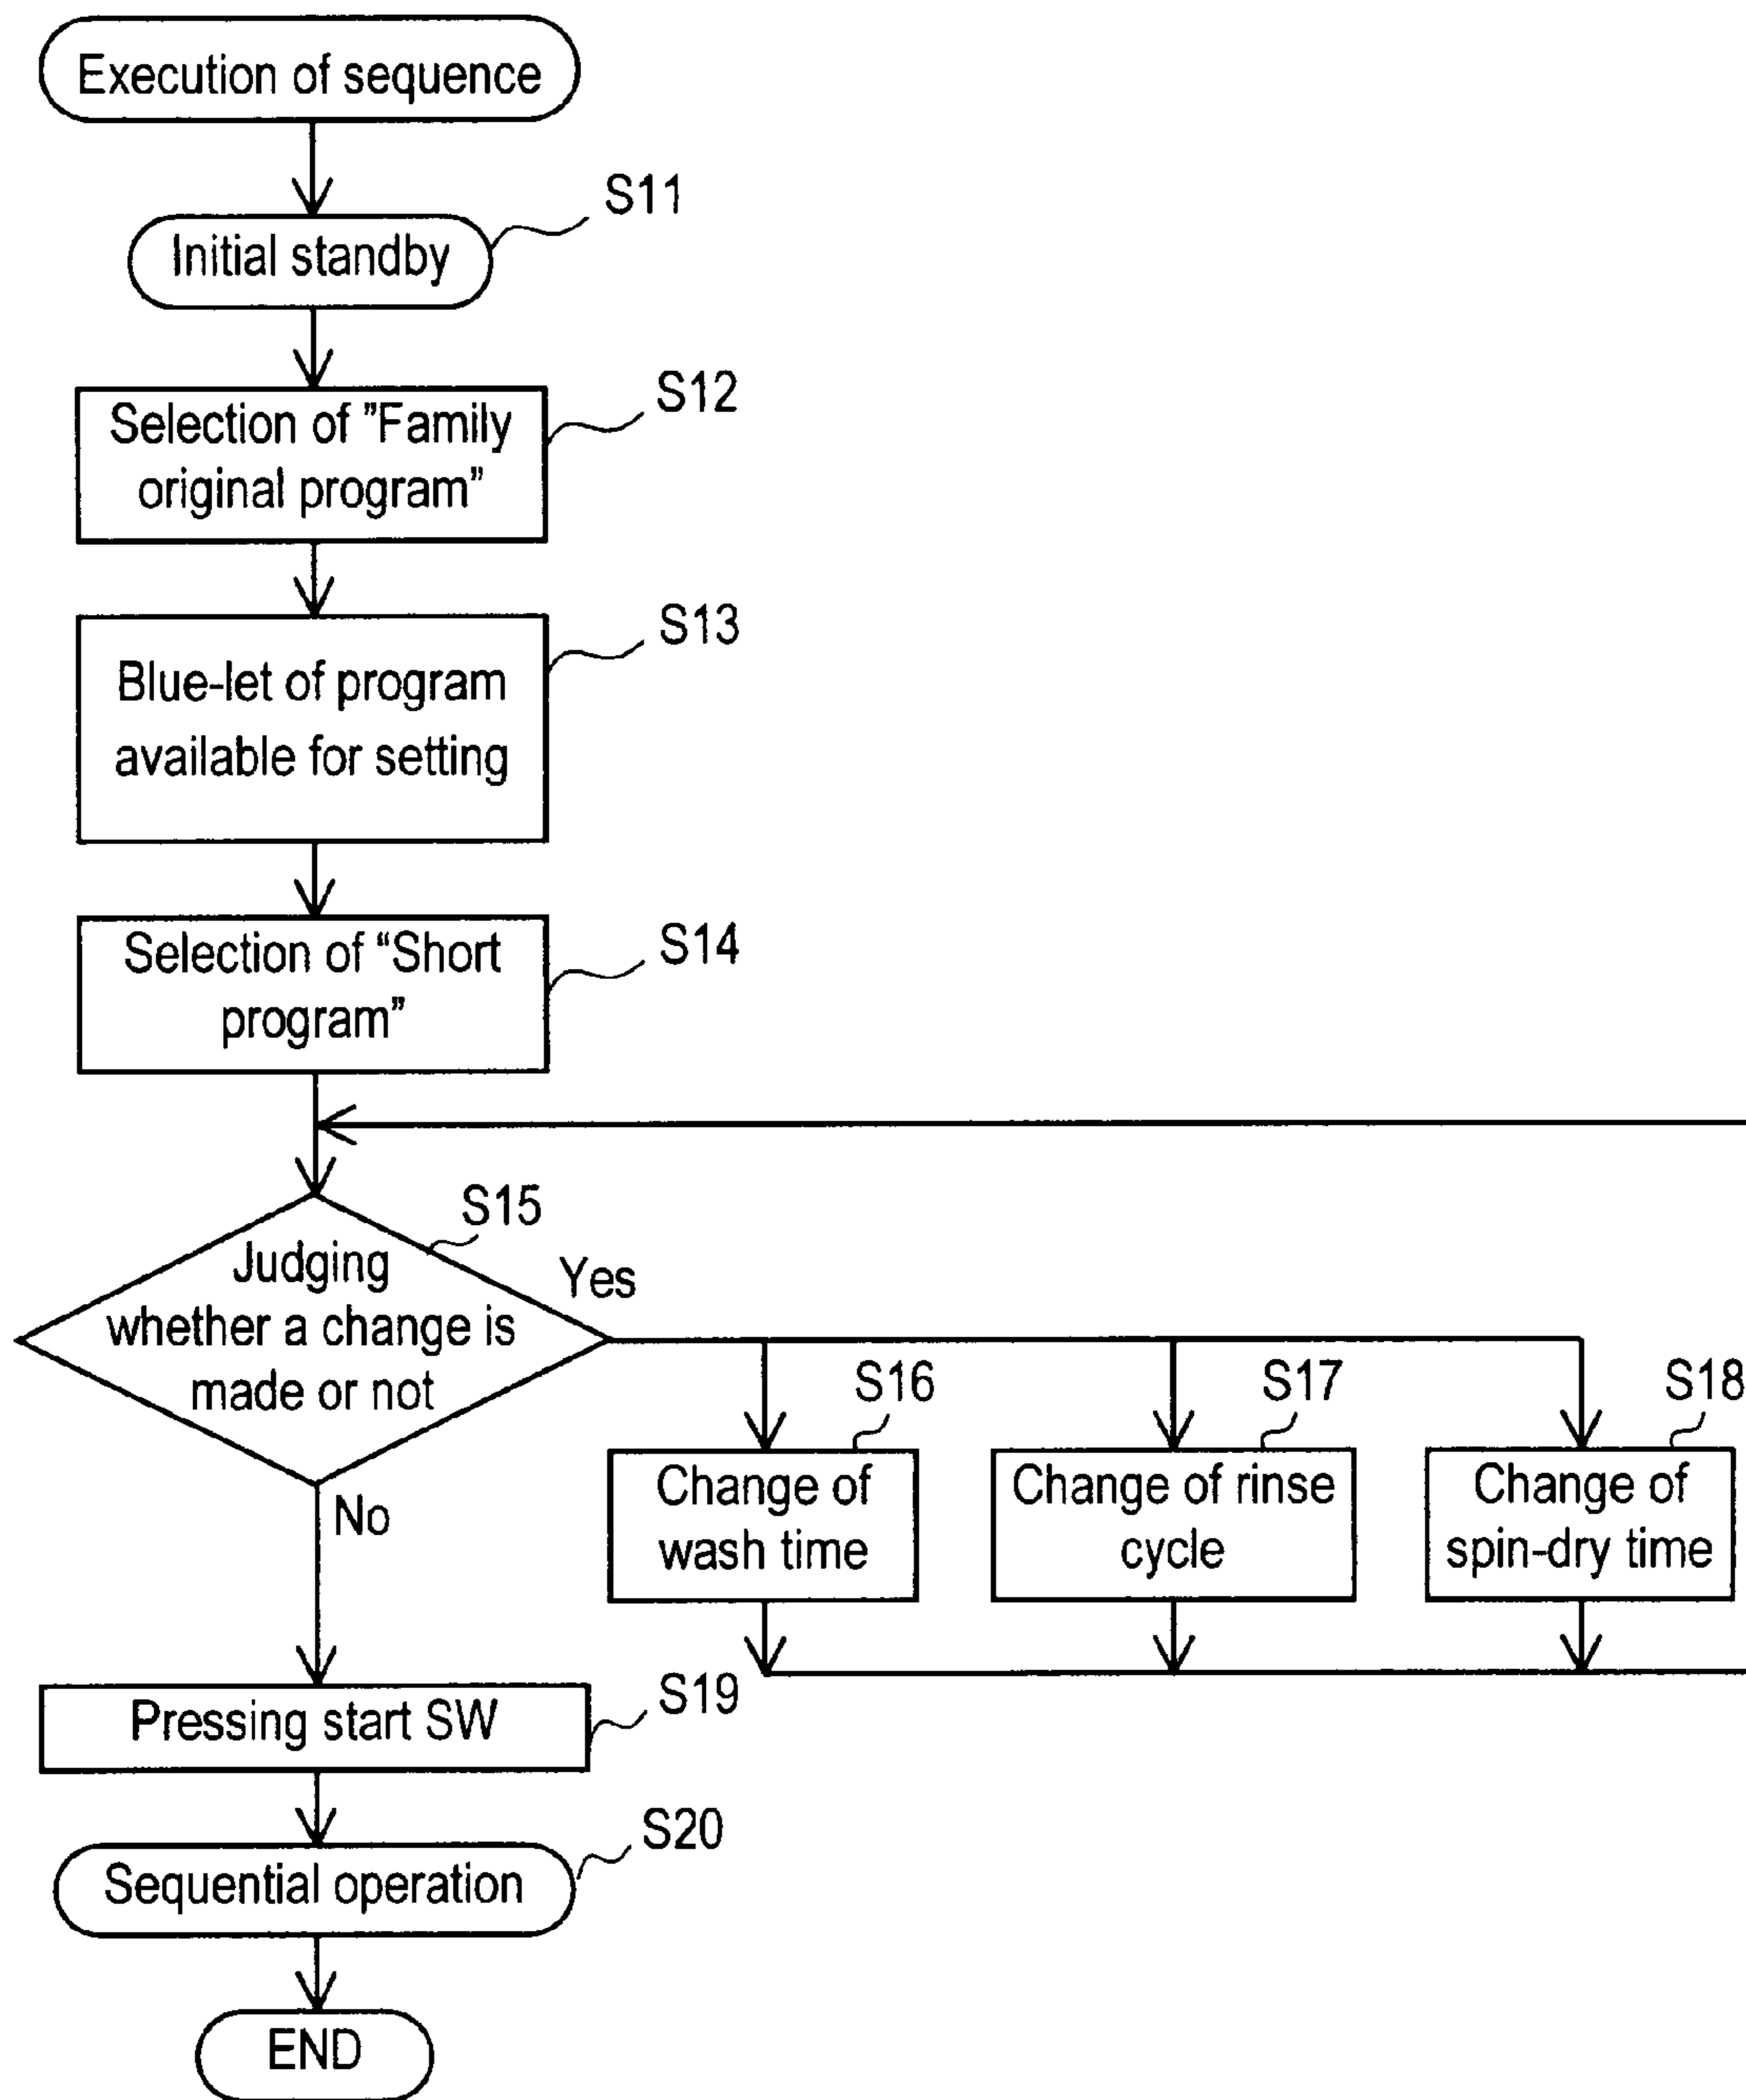 Execution of sequence
S11
Initial standby
S12
Selection of ”Family
original program”
S13
Blue-let of program
available for setting
S14
Selection of “Short
program”
S15
Judging
whether a change is
made or not
Yes
No
S16
Change of
wash time
S17
Change of rinse
cycle
S18
Change of
spin-dry time
S19
Pressing start SW
S20
Sequential operation
END